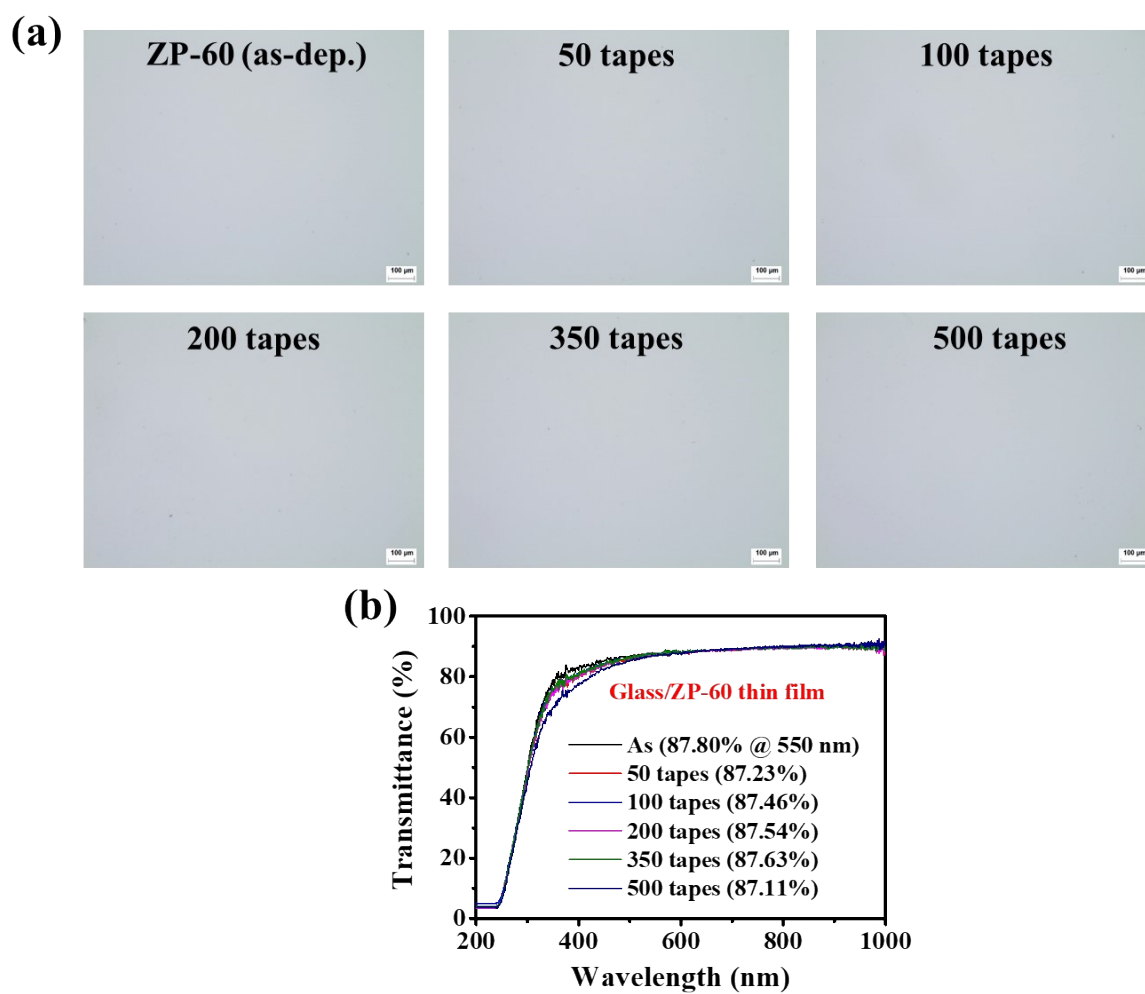 (a)
ZP-60 (as-dep.)
50 tapes
100 tapes
100 µm
100 µm
100 µm
200 tapes
350 tapes
500 tapes
100 µm
100 µm
100 µm
(b)
100
80
60
40
20
0
Transmittance (%)
Glass/ZP-60 thin film
As (87.80% @ 550 nm)
50 tapes (87.23%)
100 tapes (87.46%)
200 tapes (87.54%)
350 tapes (87.63%)
500 tapes (87.11%)
200
400
600
800
1000
Wavelength (nm)